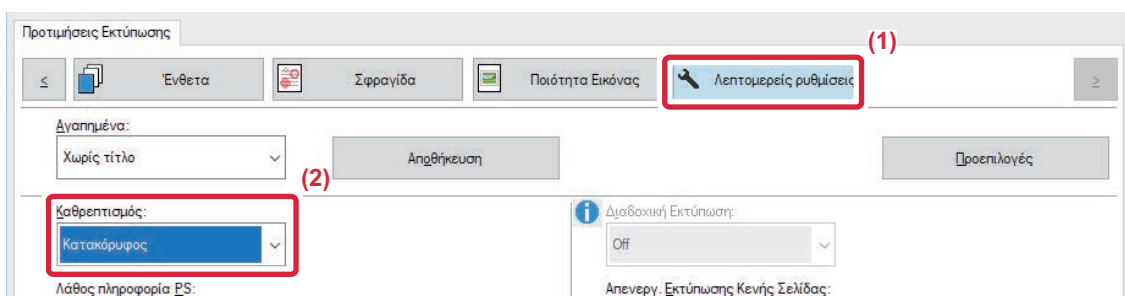 Προτιμήσεις Εκτύπωσης
(1)
< Ένθετα Σφραγίδα Ποιότητα Εικόνας Λεπτομερείς ρυθμίσεις >
Αγαπημένα:
Χωρίς τίτλο Αποθήκευση Προεπιλογές
(2)
Καθρεπτισμός: Διαδοχική Εκτύπωση:
Κατακόρυφος Off
Λάθος πληροφορία PS: Απενεργ. Εκτύπωσης Κενής Σελίδας: